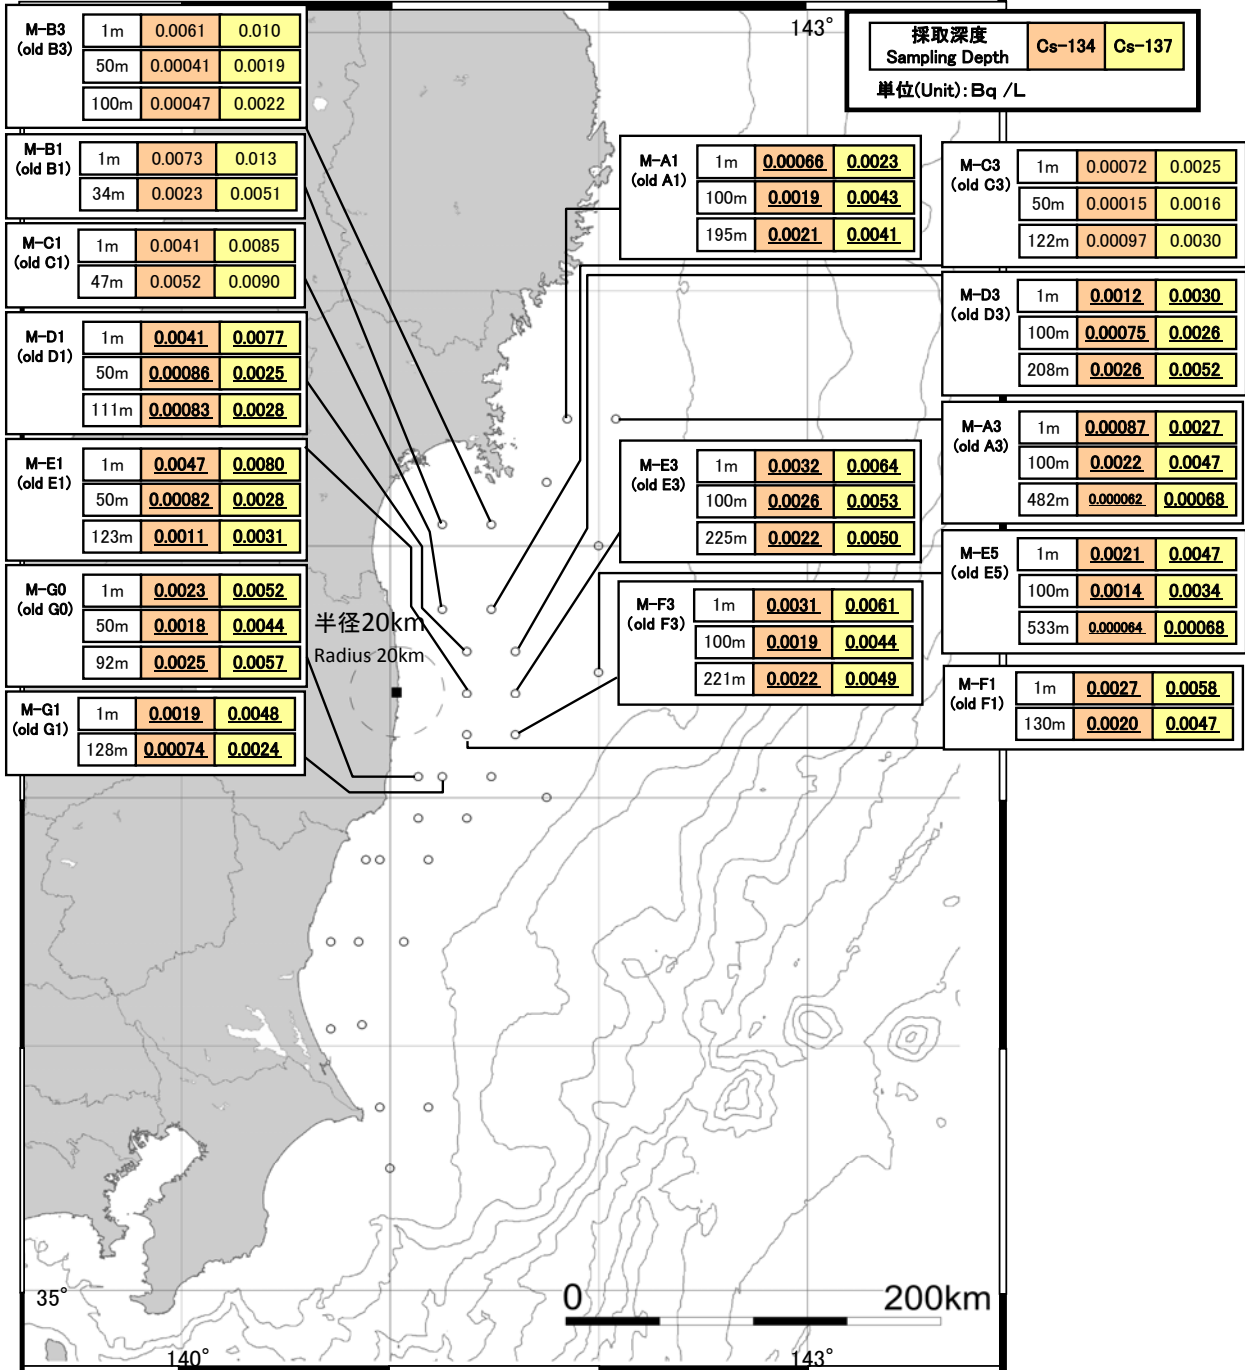 M-B3
(old B3)
1m 0.0061 0.010
50m 0.00041 0.0019
100m 0.00047 0.0022
M-B1
(old B1)
1m 0.0073 0.013
34m 0.0023 0.0051
M-C1
(old C1)
1m 0.0041 0.0085
47m 0.0052 0.0090
M-D1
(old D1)
1m 0.0041 0.0077
50m 0.00086 0.0025
111m 0.00083 0.0028
M-E1
(old E1)
1m 0.0047 0.0080
50m 0.00082 0.0028
123m 0.0011 0.0031
M-G0
(old G0)
1m 0.0023 0.0052
50m 0.0018 0.0044
92m 0.0025 0.0057
M-G1
(old G1)
1m 0.0019 0.0048
128m 0.00074 0.0024
143°
採取深度
Sampling Depth
Cs-134 Cs-137
単位(Unit):Bq /L
M-A1
(old A1)
1m 0.00066 0.0023
100m 0.0019 0.0043
195m 0.0021 0.0041
M-E3
(old E3)
1m 0.0032 0.0064
100m 0.0026 0.0053
225m 0.0022 0.0050
M-F3
(old F3)
1m 0.0031 0.0061
100m 0.0019 0.0044
221m 0.0022 0.0049
M-C3
(old C3)
1m 0.00072 0.0025
50m 0.00015 0.0016
122m 0.00097 0.0030
M-D3
(old D3)
1m 0.0012 0.0030
100m 0.00075 0.0026
208m 0.0026 0.0052
M-A3
(old A3)
1m 0.00087 0.0027
100m 0.0022 0.0047
482m 0.000062 0.00068
M-E5
(old E5)
1m 0.0021 0.0047
100m 0.0014 0.0034
533m 0.000064 0.00068
M-F1
(old F1)
1m 0.0027 0.0058
130m 0.0020 0.0047
半径20km
Radius 20km
35°
0 200km
140° 143°